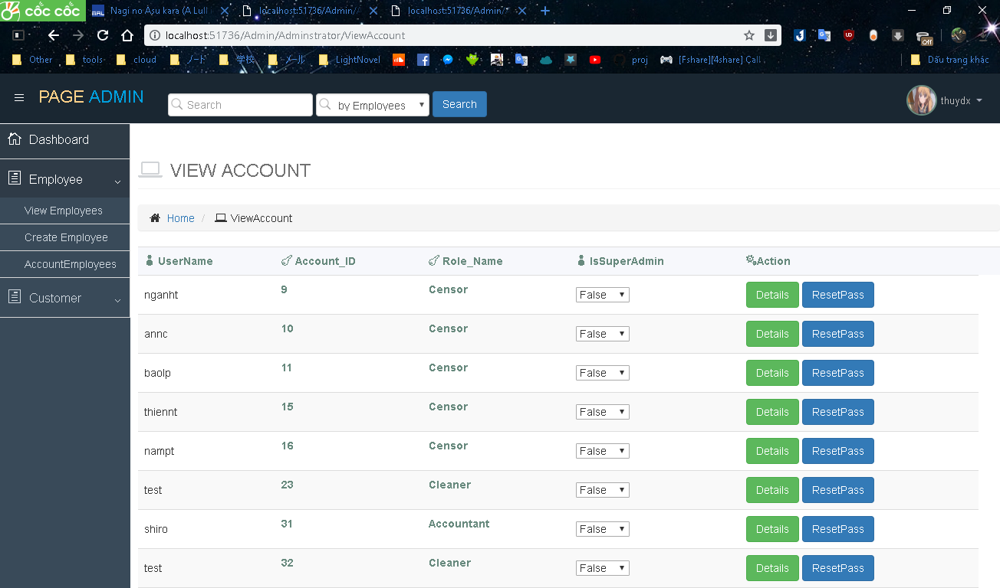 cốc cốc
MAL Nagi no Asu kara (A Lull localhost:51736/Admin/ localhost:51736/Admin/
localhost:51736/Admin/Adminstrator/ViewAccount
Off
Other tools cloud ノード 学校 メール LightNovel proj [Fshare][4share] Call Dấu trang khác
PAGE ADMIN Search by Employees Search thuydx
Dashboard
Employee
View Employees
Create Employee
AccountEmployees
Customer
VIEW ACCOUNT
Home / ViewAccount
UserName Account_ID Role_Name IsSuperAdmin Action
nganht 9 Censor False Details ResetPass
annc 10 Censor False Details ResetPass
baolp 11 Censor False Details ResetPass
thiennt 15 Censor False Details ResetPass
nampt 16 Censor False Details ResetPass
test 23 Cleaner False Details ResetPass
shiro 31 Accountant False Details ResetPass
test 32 Cleaner False Details ResetPass